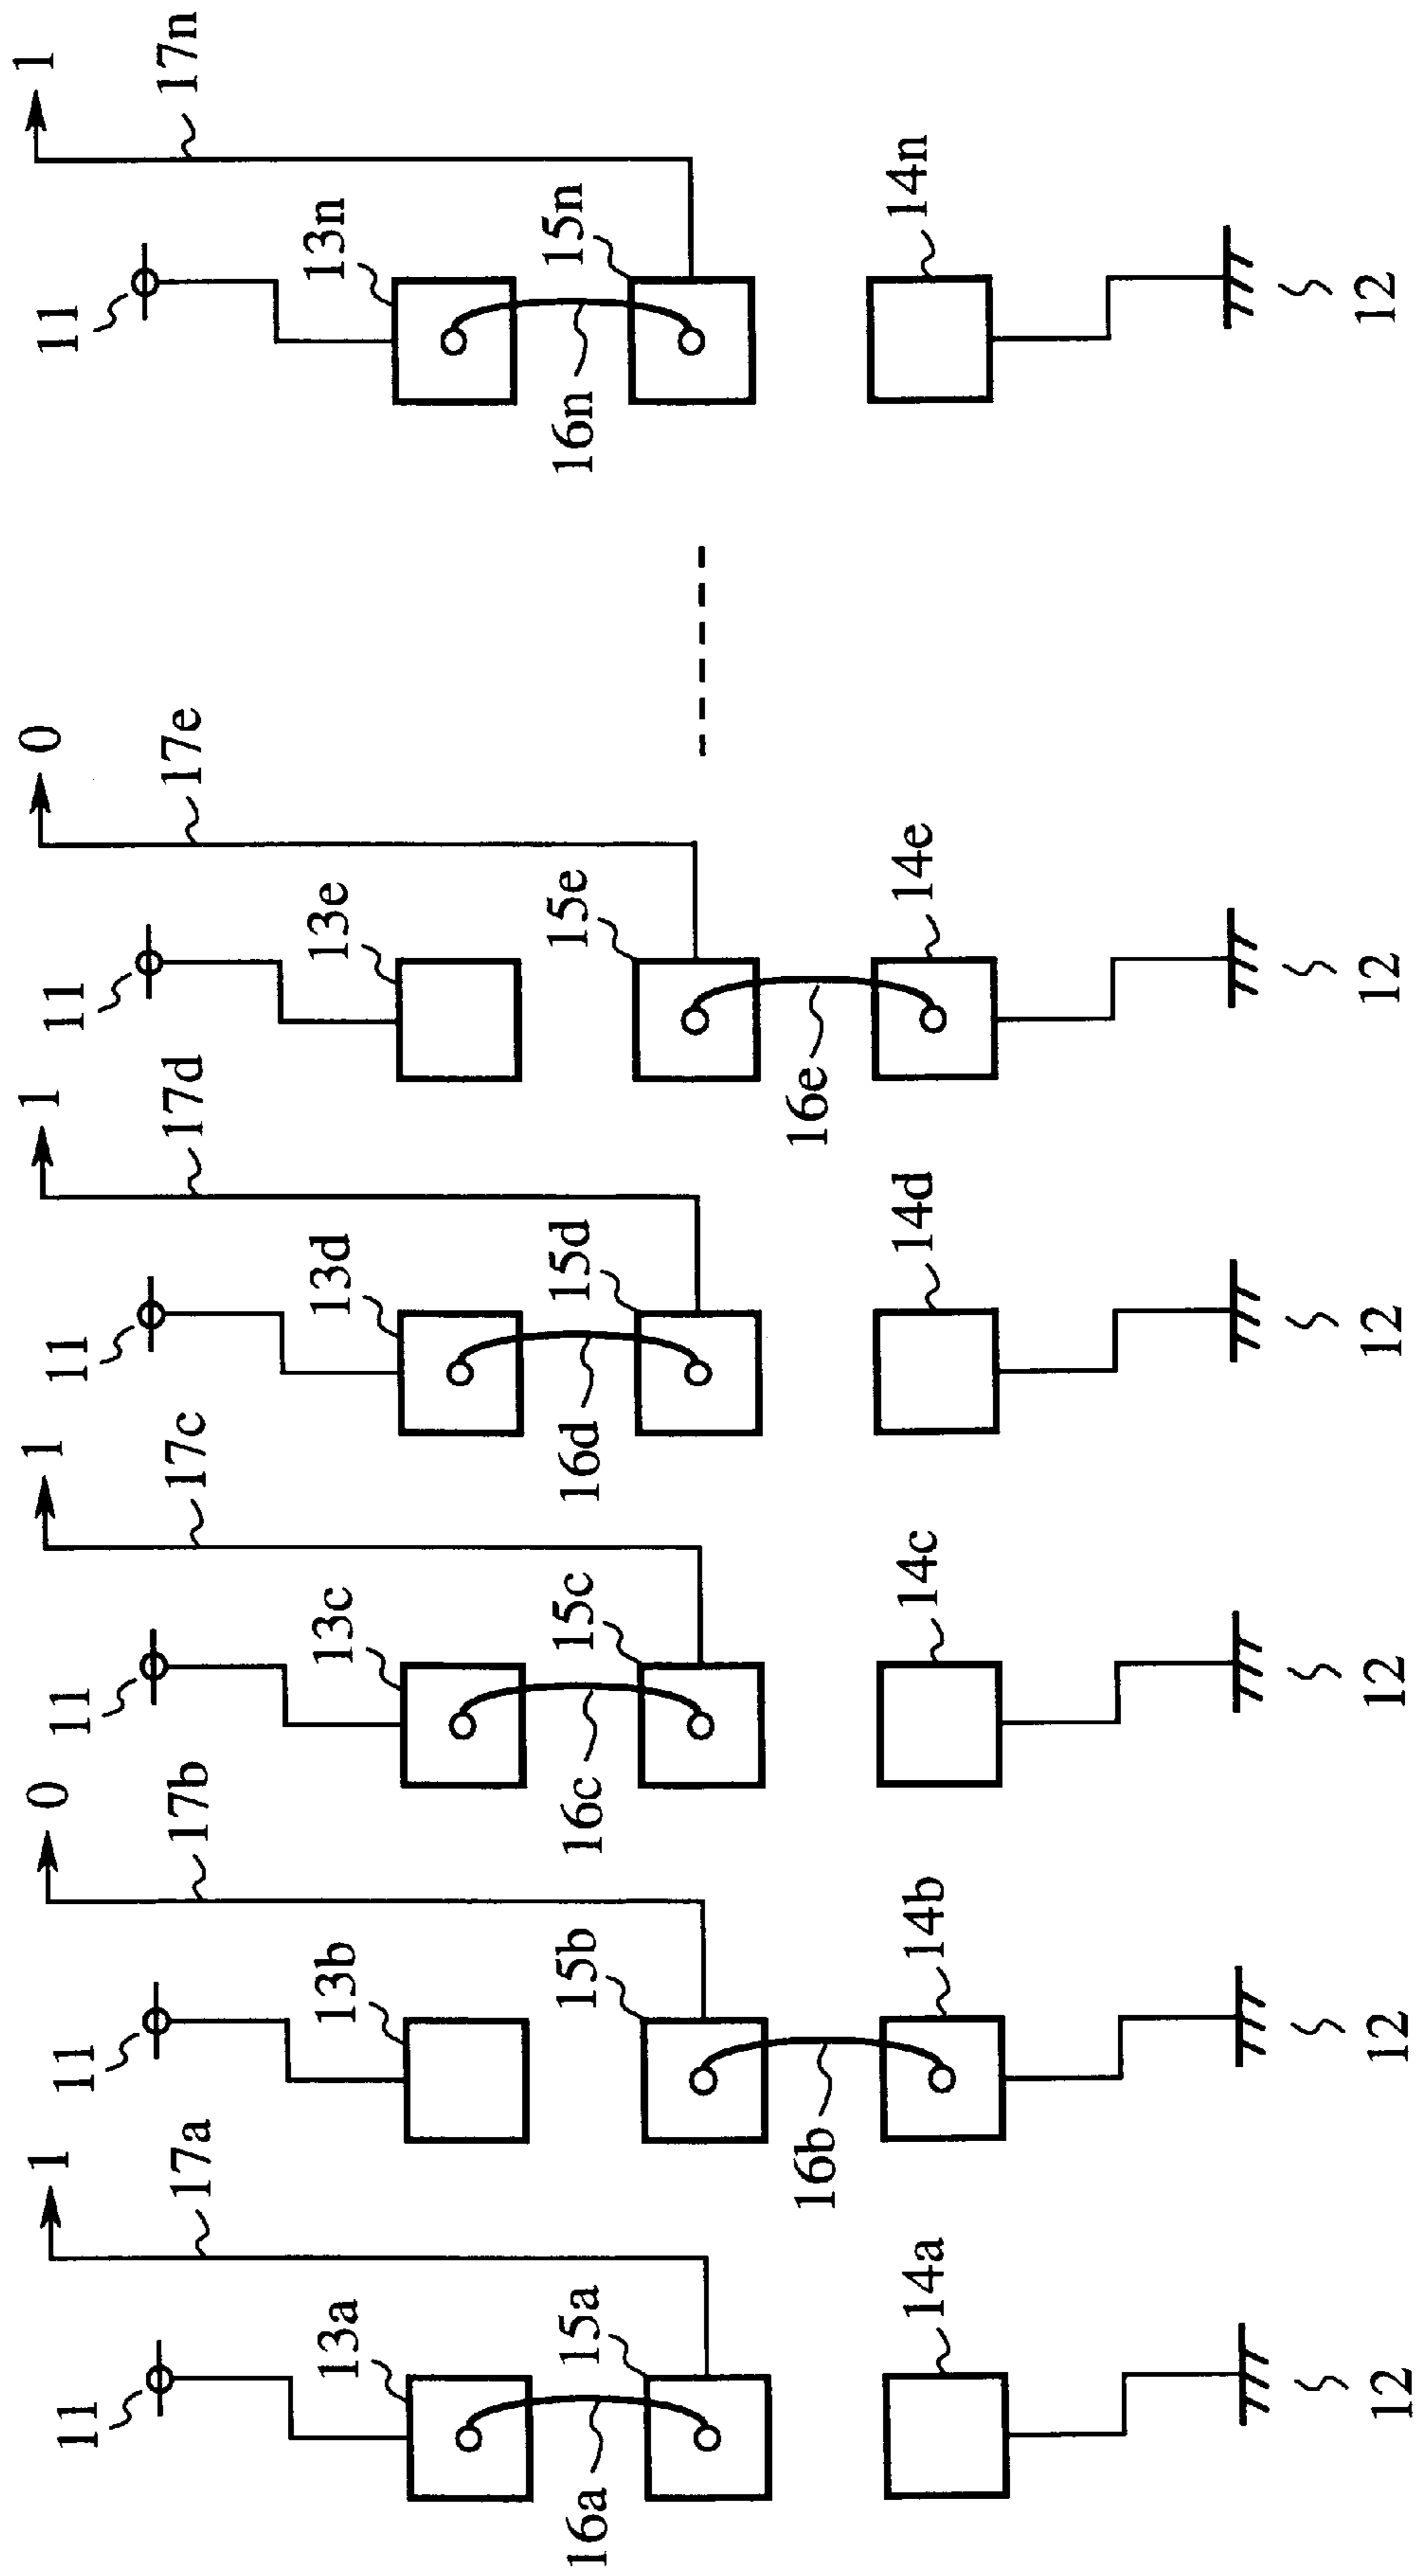 1 0 1 1 0 1
11 11 11 11 11 11
17a 17b 17c 17d 17e 17n
13a 13b 13c 13d 13e 13n
15a 15b 15c 15d 15e 15n
16a 16c 16d 16n
16b 16e
14a 14b 14c 14d 14e 14n
12 12 12 12 12 12